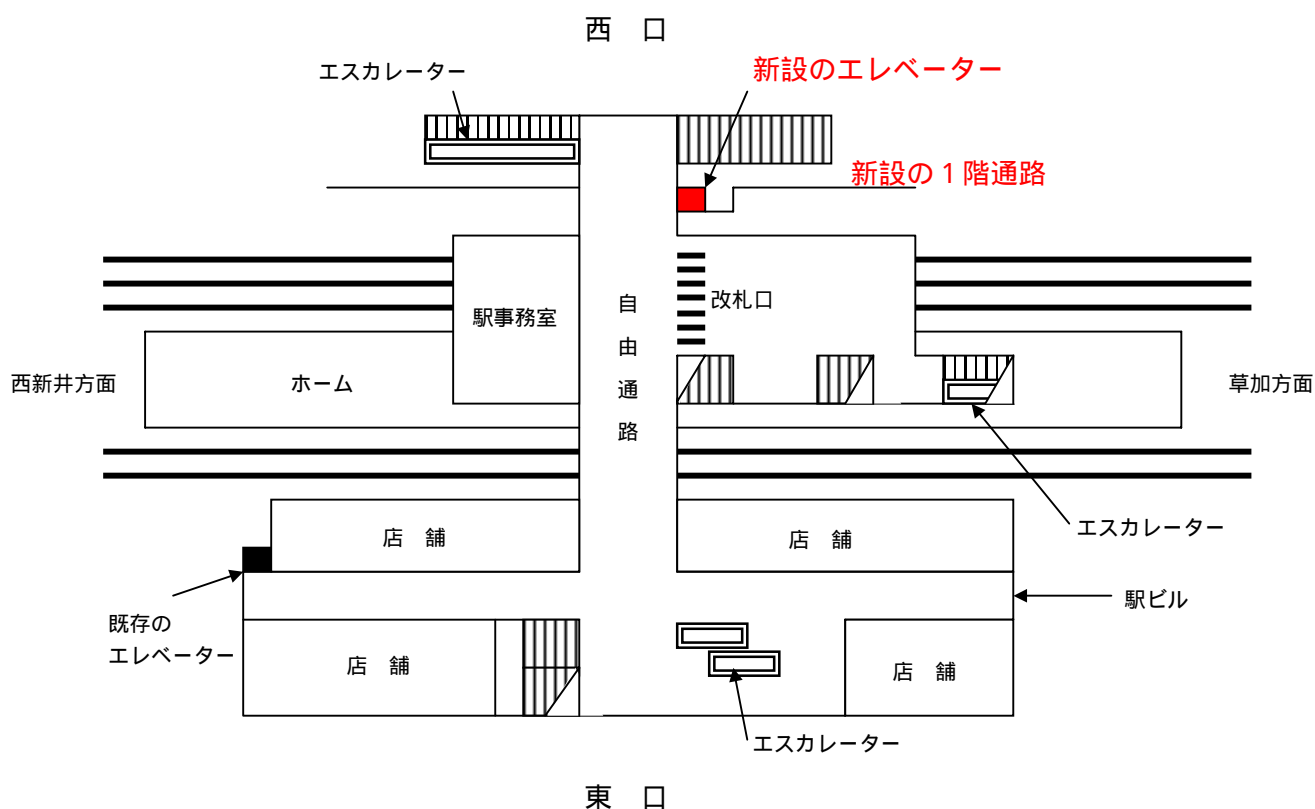 西 口
エスカレーター
新設のエレベーター
新設の1階通路
自由通路
改札口
駅事務室
西新井方面
ホーム
草加方面
エスカレーター
店 舗
店 舗
既存の
エレベーター
駅ビル
店 舗
店 舗
エスカレーター
東 口